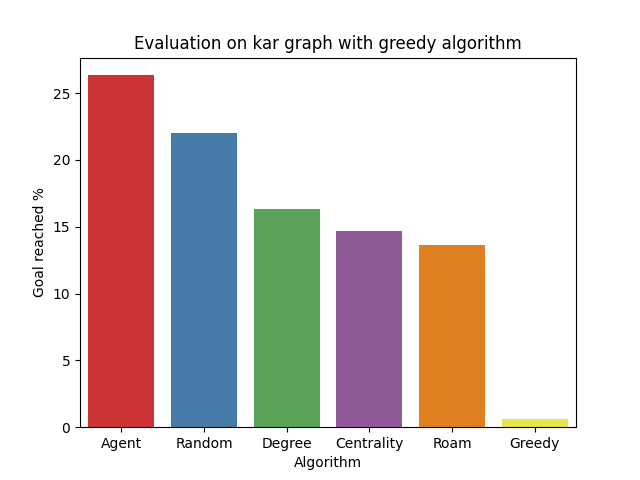 Evaluation on kar graph with greedy algorithm
Goal reached %
25
20
15
10
5
0
Agent Random Degree Centrality Roam Greedy
Algorithm